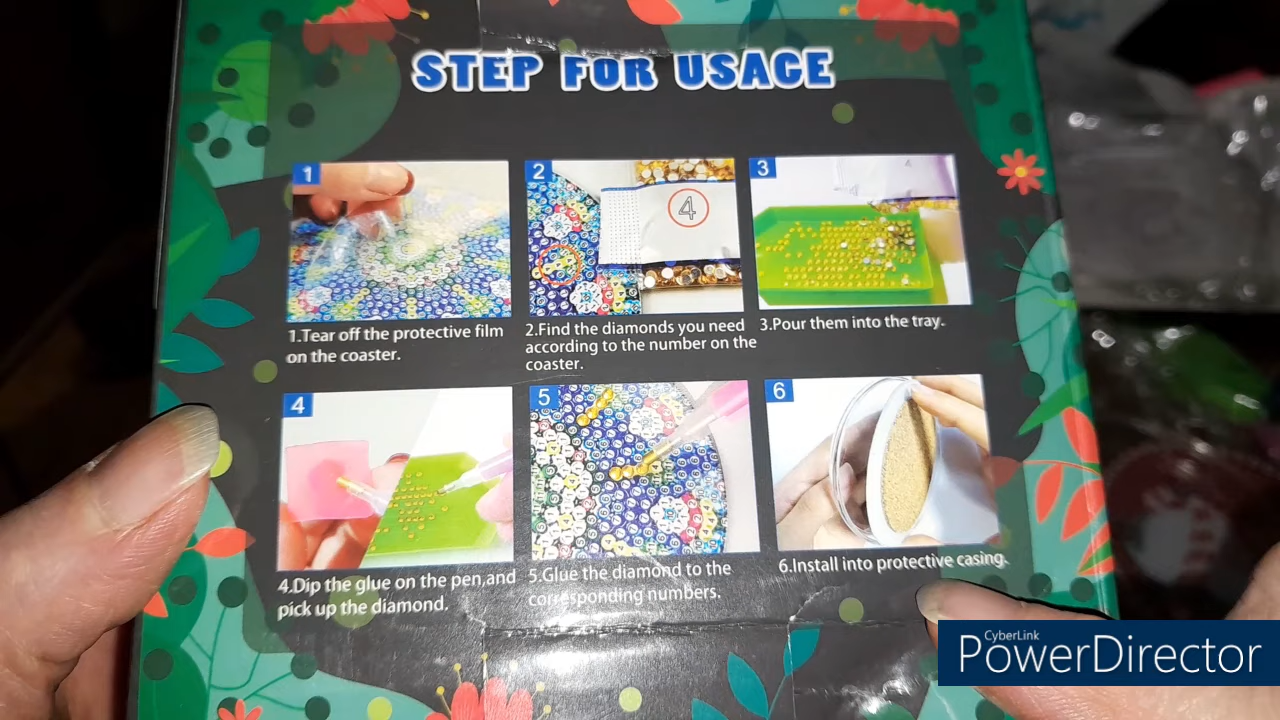 STEP FOR USAGE
1
2
4
3
1.Tear off the protective film
on the coaster.
2.Find the diamonds you need
according to the number on the
coaster.
3.Pour them into the tray.
4
5
6
4.Dip the glue on the pen,and
pick up the diamond.
5.Glue the diamond to the
corresponding numbers.
6.Install into protective casing.
CyberLink
PowerDirector